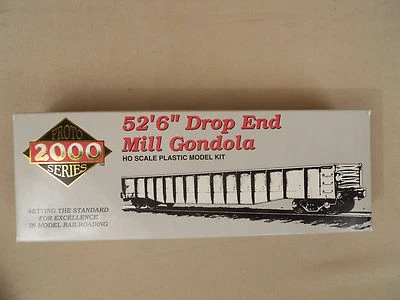 PROTO
2000
SERIES
52'6" Drop End
Mill Gondola
HO SCALE PLASTIC MODEL KIT
SETTING THE STANDARD
FOR EXCELLENCE
IN MODEL RAILROADING